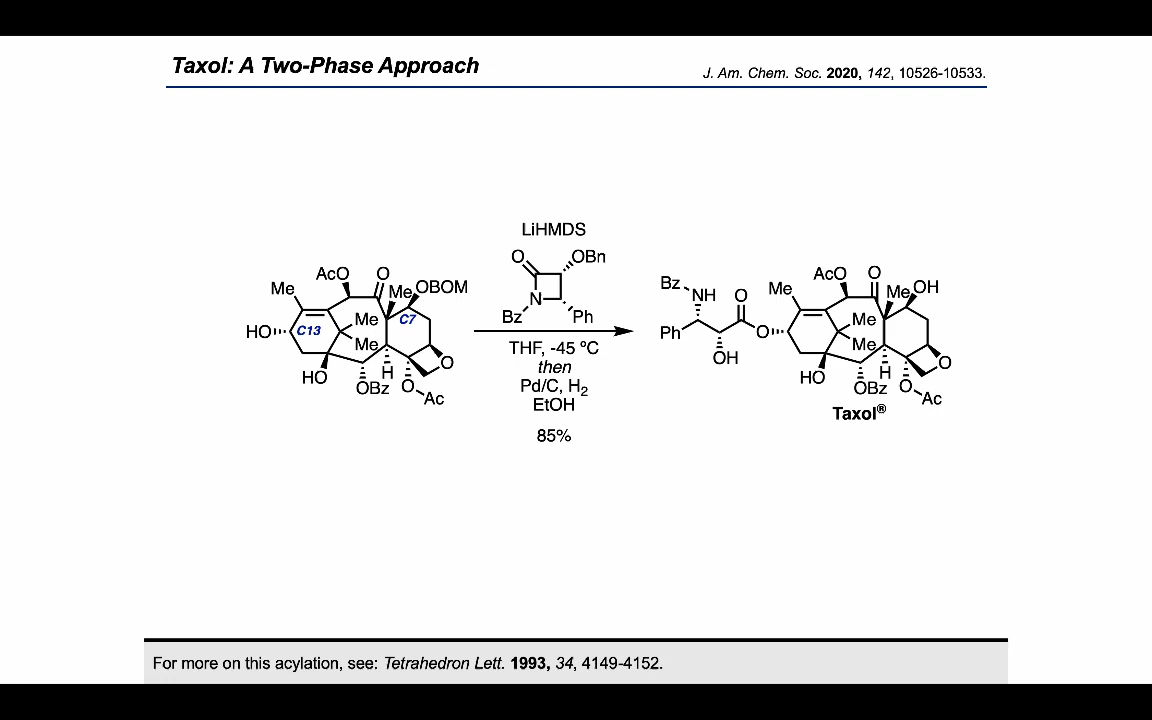 Taxol: A Two-Phase Approach
J. Am. Chem. Soc. 2020, 142, 10526-10533.
LiHMDS
O
OBn
N
Bz
Ph
THF, -45 ºC
then
Pd/C, H2
EtOH
85%
AcO
O
Me
Me
OBOM
C7
HO
C13
Me
Me
O
HO
H
OBz
O
Ac
Bz
NH
O
Ph
O
OH
AcO
O
Me
Me
OH
Me
Me
O
HO
H
OBz
O
Ac
Taxol®
For more on this acylation, see: Tetrahedron Lett. 1993, 34, 4149-4152.